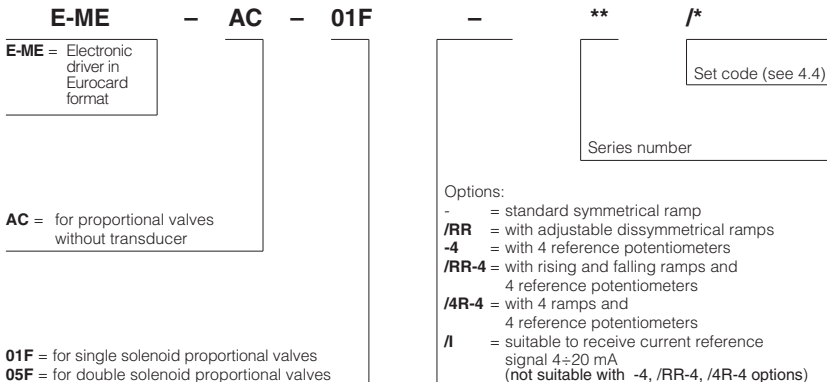 E-ME – AC – 01F – ** /*
E-ME = Electronic
driver in
Eurocard
format
Set code (see 4.4)
Series number
AC = for proportional valves
without transducer
Options:
- = standard symmetrical ramp
/RR = with adjustable dissymmetrical ramps
-4 = with 4 reference potentiometers
/RR-4 = with rising and falling ramps and
4 reference potentiometers
/4R-4 = with 4 ramps and
4 reference potentiometers
/I = suitable to receive current reference
signal 4÷20 mA
(not suitable with -4, /RR-4, /4R-4 options)
01F = for single solenoid proportional valves
05F = for double solenoid proportional valves